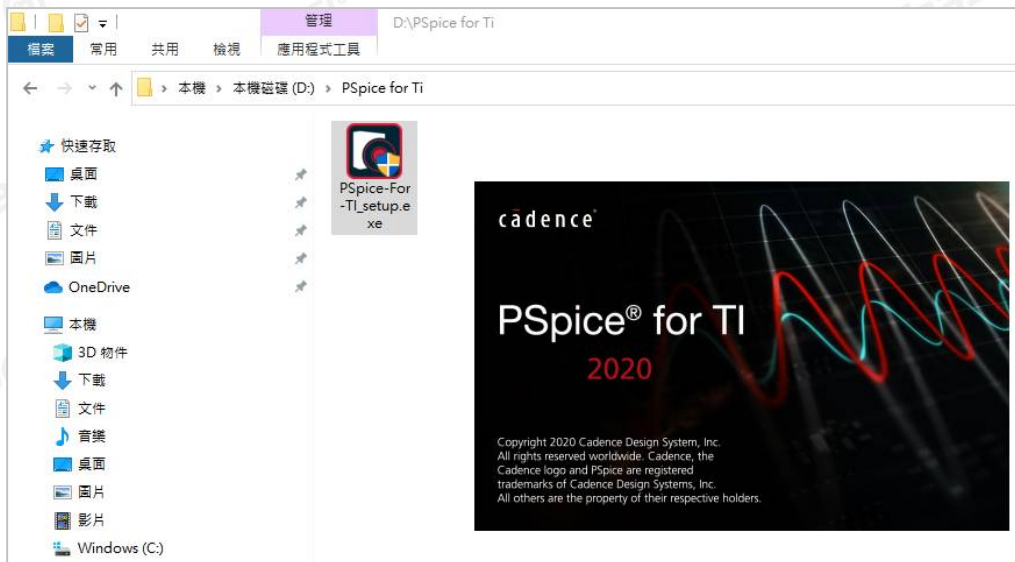 管理
D:\PSpice for Ti
檔案
常用
共用
檢視
應用程式工具
本機
本機磁碟 (D:)
PSpice for Ti
快速存取
桌面
下載
文件
圖片
OneDrive
本機
3D 物件
下載
文件
音樂
桌面
圖片
影片
Windows (C:)
PSpice-For
-TI_setup.e
xe
cādence®
PSpice® for TI
2020
Copyright 2020 Cadence Design System, Inc.
All rights reserved worldwide. Cadence, the
Cadence logo and PSpice are registered
trademarks of Cadence Design Systems, Inc.
All others are the property of their respective holders.